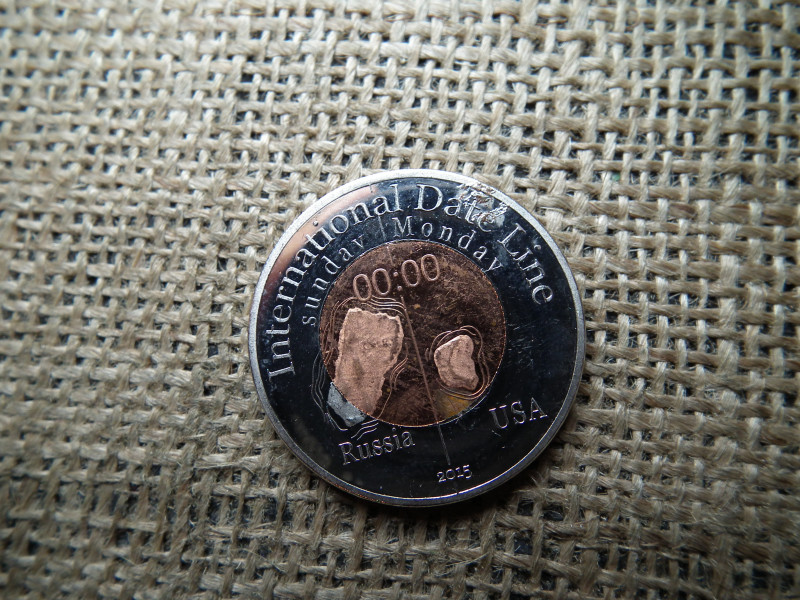 International Date Line
Sunday Monday
00:00
Russia
USA
2015